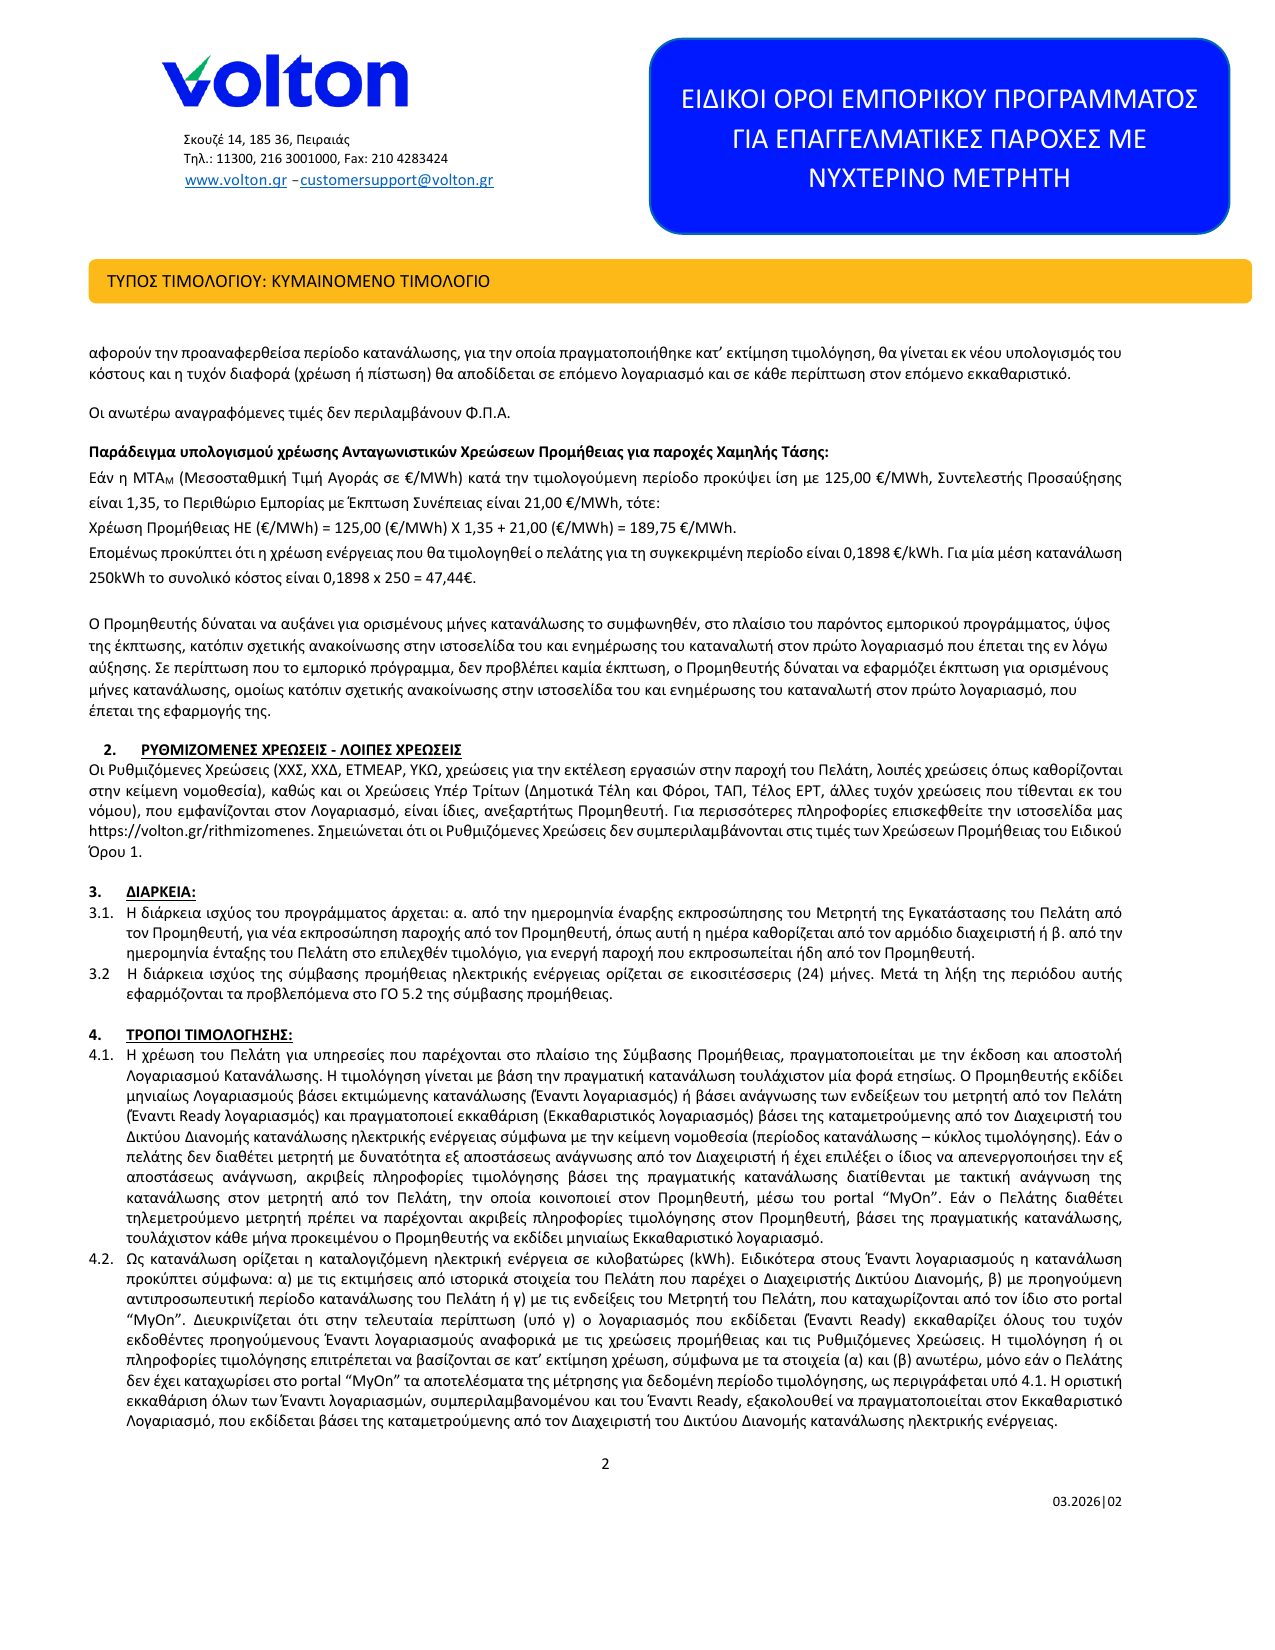 volton
ΕΙΔΙΚΟΙ ΟΡΟΙ ΕΜΠΟΡΙΚΟΥ ΠΡΟΓΡΑΜΜΑΤΟΣ
ΓΙΑ ΕΠΑΓΓΕΛΜΑΤΙΚΕΣ ΠΑΡΟΧΕΣ ΜΕ
ΝΥΧΤΕΡΙΝΟ ΜΕΤΡΗΤΗ
Σκουζέ 14, 185 36, Πειραιάς
Τηλ.: 11300, 216 3001000, Fax: 210 4283424
www.volton.gr –customersupport@volton.gr
ΤΥΠΟΣ ΤΙΜΟΛΟΓΙΟΥ: ΚΥΜΑΙΝΟΜΕΝΟ ΤΙΜΟΛΟΓΙΟ
αφορούν την προαναφερθείσα περίοδο κατανάλωσης, για την οποία πραγματοποιήθηκε κατ’ εκτίμηση τιμολόγηση, θα γίνεται εκ νέου υπολογισμός του
κόστους και η τυχόν διαφορά (χρέωση ή πίστωση) θα αποδίδεται σε επόμενο λογαριασμό και σε κάθε περίπτωση στον επόμενο εκκαθαριστικό.
Οι ανωτέρω αναγραφόμενες τιμές δεν περιλαμβάνουν Φ.Π.Α.
Παράδειγμα υπολογισμού χρέωσης Ανταγωνιστικών Χρεώσεων Προμήθειας για παροχές Χαμηλής Τάσης:
Εάν η ΜΤΑ<sub>Μ</sub> (Μεσοσταθμική Τιμή Αγοράς σε €/MWh) κατά την τιμολογούμενη περίοδο προκύψει ίση με 125,00 €/MWh, Συντελεστής Προσαύξησης
είναι 1,35, το Περιθώριο Εμπορίας με Έκπτωση Συνέπειας είναι 21,00 €/MWh, τότε:
Χρέωση Προμήθειας ΗΕ (€/MWh) = 125,00 (€/MWh) X 1,35 + 21,00 (€/MWh) = 189,75 €/MWh.
Επομένως προκύπτει ότι η χρέωση ενέργειας που θα τιμολογηθεί ο πελάτης για τη συγκεκριμένη περίοδο είναι 0,1898 €/kWh. Για μία μέση κατανάλωση
250kWh το συνολικό κόστος είναι 0,1898 x 250 = 47,44€.
Ο Προμηθευτής δύναται να αυξάνει για ορισμένους μήνες κατανάλωσης το συμφωνηθέν, στο πλαίσιο του παρόντος εμπορικού προγράμματος, ύψος
της έκπτωσης, κατόπιν σχετικής ανακοίνωσης στην ιστοσελίδα του και ενημέρωσης του καταναλωτή στον πρώτο λογαριασμό που έπεται της εν λόγω
αύξησης. Σε περίπτωση που το εμπορικό πρόγραμμα, δεν προβλέπει καμία έκπτωση, ο Προμηθευτής δύναται να εφαρμόζει έκπτωση για ορισμένους
μήνες κατανάλωσης, ομοίως κατόπιν σχετικής ανακοίνωσης στην ιστοσελίδα του και ενημέρωσης του καταναλωτή στον πρώτο λογαριασμό, που
έπεται της εφαρμογής της.
2. ΡΥΘΜΙΖΟΜΕΝΕΣ ΧΡΕΩΣΕΙΣ - ΛΟΙΠΕΣ ΧΡΕΩΣΕΙΣ
Οι Ρυθμιζόμενες Χρεώσεις (ΧΧΣ, ΧΧΔ, ΕΤΜΕΑΡ, ΥΚΩ, χρεώσεις για την εκτέλεση εργασιών στην παροχή του Πελάτη, λοιπές χρεώσεις όπως καθορίζονται
στην κείμενη νομοθεσία), καθώς και οι Χρεώσεις Υπέρ Τρίτων (Δημοτικά Τέλη και Φόροι, ΤΑΠ, Τέλος ΕΡΤ, άλλες τυχόν χρεώσεις που τίθενται εκ του
νόμου), που εμφανίζονται στον Λογαριασμό, είναι ίδιες, ανεξαρτήτως Προμηθευτή. Για περισσότερες πληροφορίες επισκεφθείτε την ιστοσελίδα μας
https://volton.gr/rithmizomenes. Σημειώνεται ότι οι Ρυθμιζόμενες Χρεώσεις δεν συμπεριλαμβάνονται στις τιμές των Χρεώσεων Προμήθειας του Ειδικού
Όρου 1.
3. ΔΙΑΡΚΕΙΑ:
3.1. Η διάρκεια ισχύος του προγράμματος άρχεται: α. από την ημερομηνία έναρξης εκπροσώπησης του Μετρητή της Εγκατάστασης του Πελάτη από
τον Προμηθευτή, για νέα εκπροσώπηση παροχής από τον Προμηθευτή, όπως αυτή η ημέρα καθορίζεται από τον αρμόδιο διαχειριστή ή β. από την
ημερομηνία ένταξης του Πελάτη στο επιλεχθέν τιμολόγιο, για ενεργή παροχή που εκπροσωπείται ήδη από τον Προμηθευτή.
3.2 Η διάρκεια ισχύος της σύμβασης προμήθειας ηλεκτρικής ενέργειας ορίζεται σε εικοσιτέσσερις (24) μήνες. Μετά τη λήξη της περιόδου αυτής
εφαρμόζονται τα προβλεπόμενα στο ΓΟ 5.2 της σύμβασης προμήθειας.
4. ΤΡΟΠΟΙ ΤΙΜΟΛΟΓΗΣΗΣ:
4.1. Η χρέωση του Πελάτη για υπηρεσίες που παρέχονται στο πλαίσιο της Σύμβασης Προμήθειας, πραγματοποιείται με την έκδοση και αποστολή
Λογαριασμού Κατανάλωσης. Η τιμολόγηση γίνεται με βάση την πραγματική κατανάλωση τουλάχιστον μία φορά ετησίως. Ο Προμηθευτής εκδίδει
μηνιαίως Λογαριασμούς βάσει εκτιμώμενης κατανάλωσης (Έναντι λογαριασμός) ή βάσει ανάγνωσης των ενδείξεων του μετρητή από τον Πελάτη
(Έναντι Ready λογαριασμός) και πραγματοποιεί εκκαθάριση (Εκκαθαριστικός λογαριασμός) βάσει της καταμετρούμενης από τον Διαχειριστή του
Δικτύου Διανομής κατανάλωσης ηλεκτρικής ενέργειας σύμφωνα με την κείμενη νομοθεσία (περίοδος κατανάλωσης – κύκλος τιμολόγησης). Εάν ο
πελάτης δεν διαθέτει μετρητή με δυνατότητα εξ αποστάσεως ανάγνωσης από τον Διαχειριστή ή έχει επιλέξει ο ίδιος να απενεργοποιήσει την εξ
αποστάσεως ανάγνωση, ακριβείς πληροφορίες τιμολόγησης βάσει της πραγματικής κατανάλωσης διατίθενται με τακτική ανάγνωση της
κατανάλωσης στον μετρητή από τον Πελάτη, την οποία κοινοποιεί στον Προμηθευτή, μέσω του portal “MyOn”. Εάν ο Πελάτης διαθέτει
τηλεμετρούμενο μετρητή πρέπει να παρέχονται ακριβείς πληροφορίες τιμολόγησης στον Προμηθευτή, βάσει της πραγματικής κατανάλωσης,
τουλάχιστον κάθε μήνα προκειμένου ο Προμηθευτής να εκδίδει μηνιαίως Εκκαθαριστικό λογαριασμό.
4.2. Ως κατανάλωση ορίζεται η καταλογιζόμενη ηλεκτρική ενέργεια σε κιλοβατώρες (kWh). Ειδικότερα στους Έναντι λογαριασμούς η κατανάλωση
προκύπτει σύμφωνα: α) με τις εκτιμήσεις από ιστορικά στοιχεία του Πελάτη που παρέχει ο Διαχειριστής Δικτύου Διανομής, β) με προηγούμενη
αντιπροσωπευτική περίοδο κατανάλωσης του Πελάτη ή γ) με τις ενδείξεις του Μετρητή του Πελάτη, που καταχωρίζονται από τον ίδιο στο portal
“MyOn”. Διευκρινίζεται ότι στην τελευταία περίπτωση (υπό γ) ο λογαριασμός που εκδίδεται (Έναντι Ready) εκκαθαρίζει όλους του τυχόν
εκδοθέντες προηγούμενους Έναντι λογαριασμούς αναφορικά με τις χρεώσεις προμήθειας και τις Ρυθμιζόμενες Χρεώσεις. Η τιμολόγηση ή οι
πληροφορίες τιμολόγησης επιτρέπεται να βασίζονται σε κατ’ εκτίμηση χρέωση, σύμφωνα με τα στοιχεία (α) και (β) ανωτέρω, μόνο εάν ο Πελάτης
δεν έχει καταχωρίσει στο portal “MyOn” τα αποτελέσματα της μέτρησης για δεδομένη περίοδο τιμολόγησης, ως περιγράφεται υπό 4.1. Η οριστική
εκκαθάριση όλων των Έναντι λογαριασμών, συμπεριλαμβανομένου και του Έναντι Ready, εξακολουθεί να πραγματοποιείται στον Εκκαθαριστικό
Λογαριασμό, που εκδίδεται βάσει της καταμετρούμενης από τον Διαχειριστή του Δικτύου Διανομής κατανάλωσης ηλεκτρικής ενέργειας.
2
03.2026|02